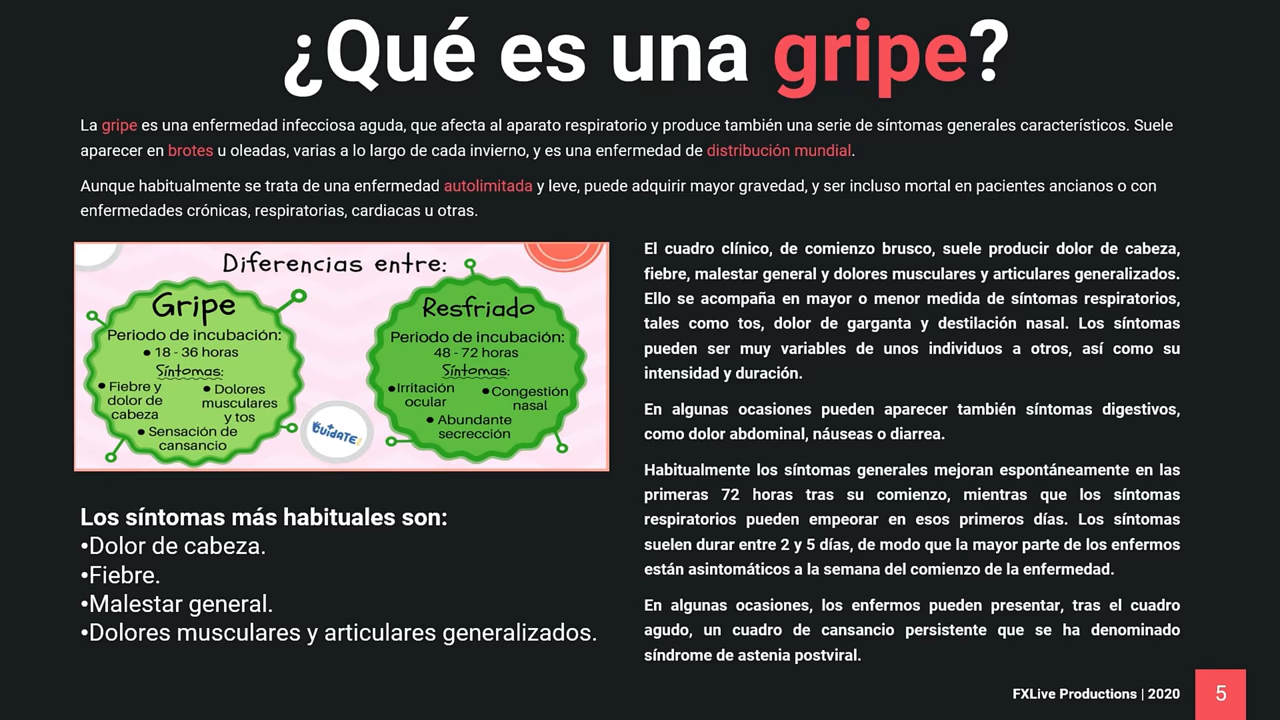 ¿Qué es una gripe?
La gripe es una enfermedad infecciosa aguda, que afecta al aparato respiratorio y produce también una serie de síntomas generales característicos. Suele
aparecer en brotes u oleadas, varias a lo largo de cada invierno, y es una enfermedad de distribución mundial.
Aunque habitualmente se trata de una enfermedad autolimitada y leve, puede adquirir mayor gravedad, y ser incluso mortal en pacientes ancianos o con
enfermedades crónicas, respiratorias, cardiacas u otras.
Diferencias entre:
Gripe
Periodo de incubación:
• 18 - 36 horas
Síntomas:
• Fiebre y
dolor de
cabeza
• Dolores
musculares
y tos
• Sensación de
cansancio
Resfriado
Periodo de incubación:
48 - 72 horas
Síntomas:
•Irritación
ocular
•Congestión
nasal
• Abundante
secrección
CUIDATE
Los síntomas más habituales son:
•Dolor de cabeza.
•Fiebre.
•Malestar general.
•Dolores musculares y articulares generalizados.
El cuadro clínico, de comienzo brusco, suele producir dolor de cabeza,
fiebre, malestar general y dolores musculares y articulares generalizados.
Ello se acompaña en mayor o menor medida de síntomas respiratorios,
tales como tos, dolor de garganta y destilación nasal. Los síntomas
pueden ser muy variables de unos individuos a otros, así como su
intensidad y duración.
En algunas ocasiones pueden aparecer también síntomas digestivos,
como dolor abdominal, náuseas o diarrea.
Habitualmente los síntomas generales mejoran espontáneamente en las
primeras 72 horas tras su comienzo, mientras que los síntomas
respiratorios pueden empeorar en esos primeros días. Los síntomas
suelen durar entre 2 y 5 días, de modo que la mayor parte de los enfermos
están asintomáticos a la semana del comienzo de la enfermedad.
En algunas ocasiones, los enfermos pueden presentar, tras el cuadro
agudo, un cuadro de cansancio persistente que se ha denominado
síndrome de astenia postviral.
FXLive Productions | 2020
5